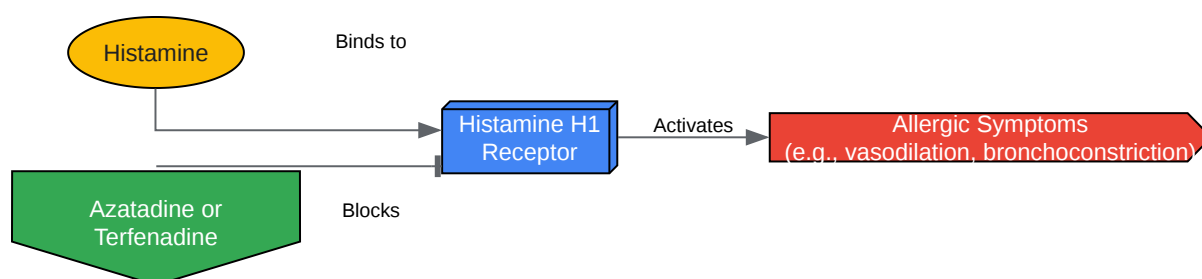 Histamine
Binds to
Histamine H1
Receptor
Activates
Allergic Symptoms
(e.g., vasodilation, bronchoconstriction)
Azatadine or
Terfenadine
Blocks